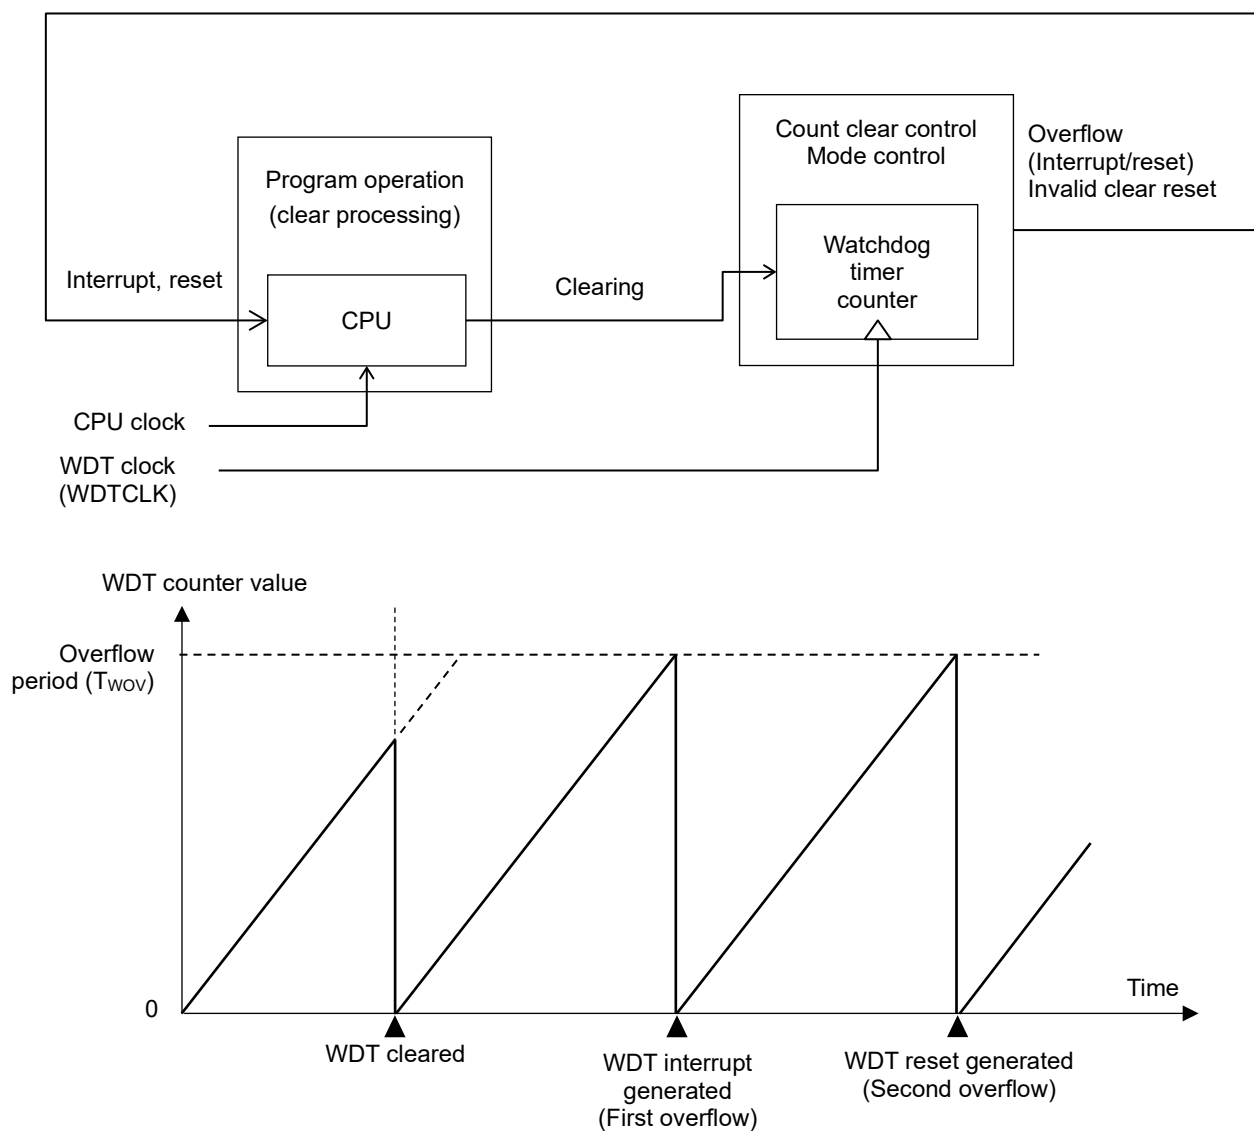 Count clear control
Mode control
Overflow
(Interrupt/reset)
Invalid clear reset
Program operation
(clear processing)
Watchdog
timer
counter
Interrupt, reset
Clearing
CPU
CPU clock
WDT clock
(WDTCLK)
WDT counter value
Overflow
period (TWOV)
0
Time
WDT cleared
WDT interrupt
generated
(First overflow)
WDT reset generated
(Second overflow)